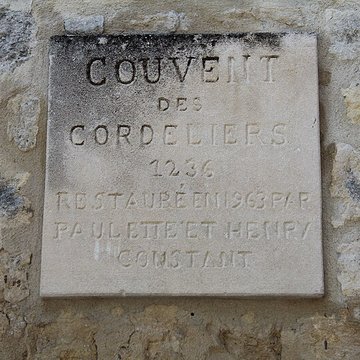 COUVENT
DES
CORDELIERS
1236
RESTAURÉ EN 1963 PAR
PAULETTE ET HENRY
CONSTANT